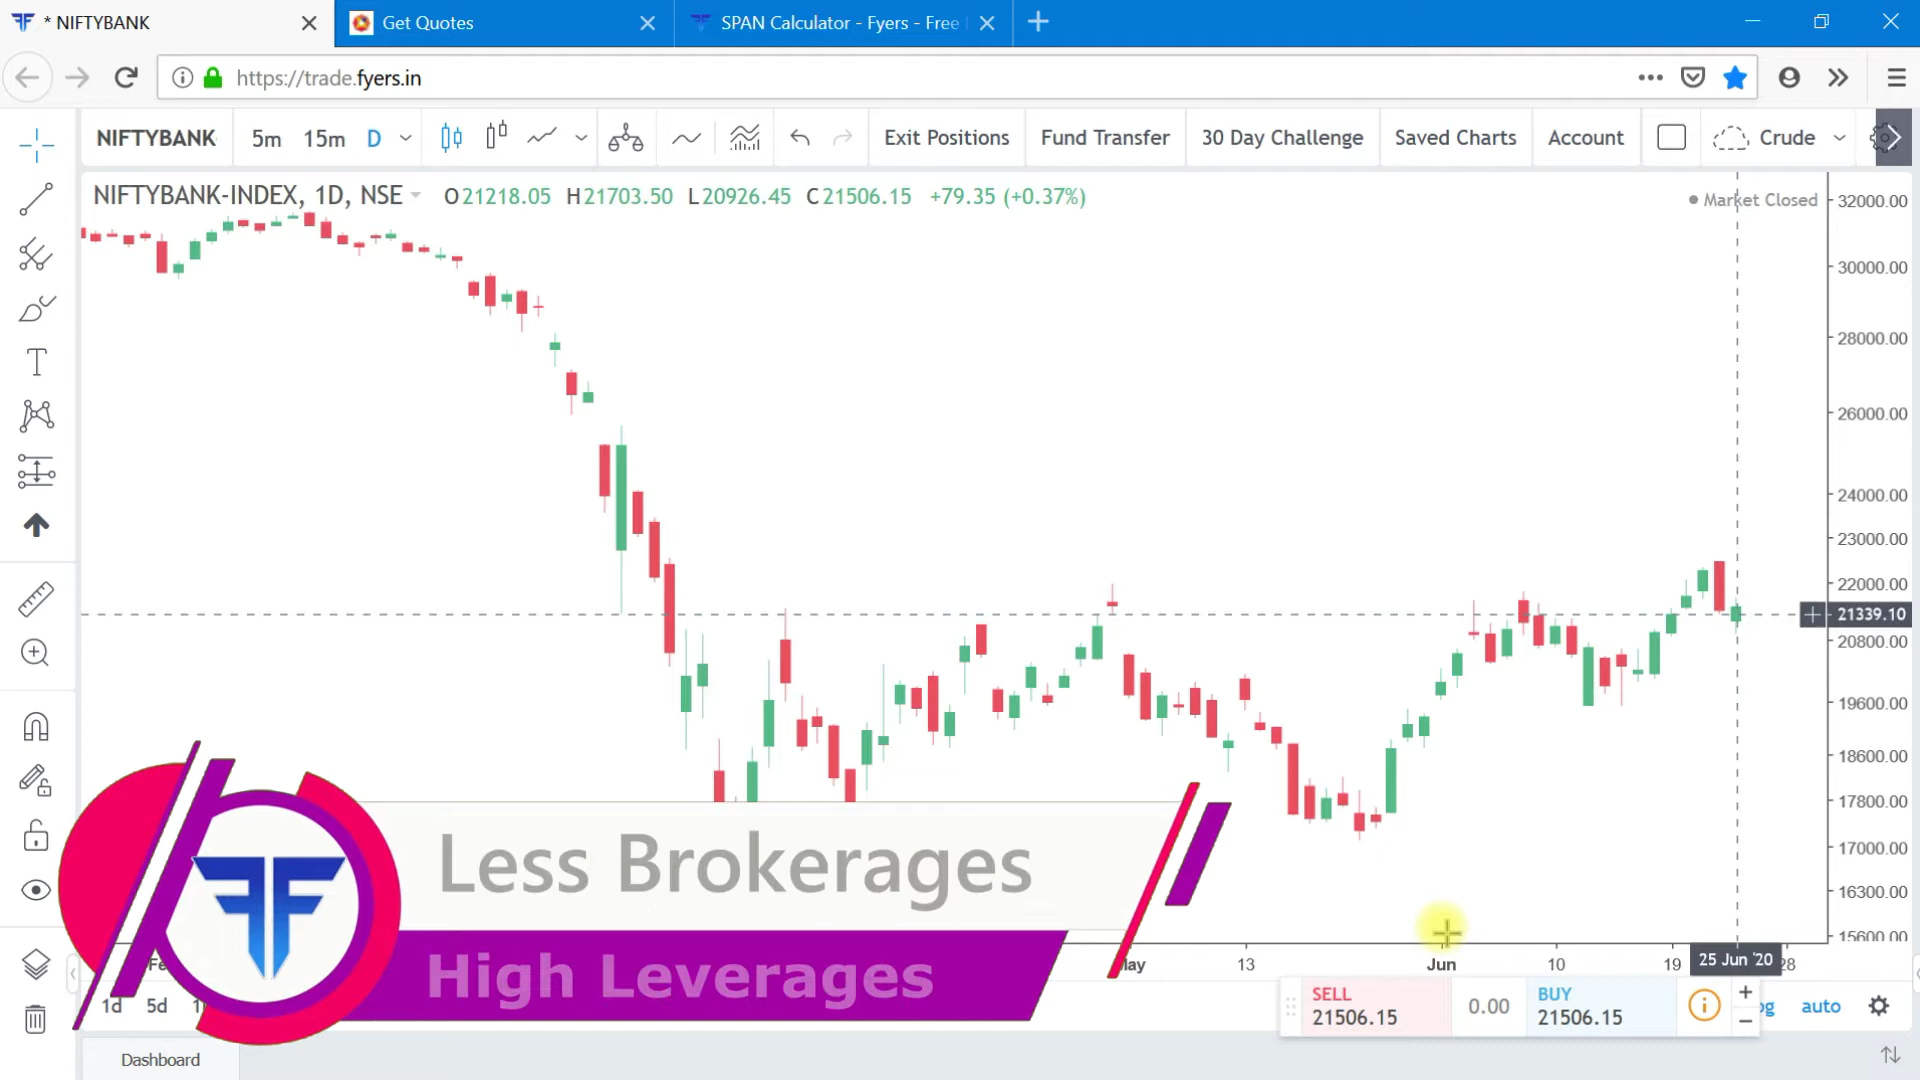 * NIFTYBANK
Get Quotes
SPAN Calculator - Fyers - Free
https://trade.fyers.in
NIFTYBANK 5m 15m D Exit Positions Fund Transfer 30 Day Challenge Saved Charts Account Crude
NIFTYBANK-INDEX, 1D, NSE O21218.05 H21703.50 L20926.45 C21506.15 +79.35 (+0.37%)
Market Closed
32000.00
30000.00
28000.00
26000.00
24000.00
23000.00
22000.00
21339.10
20800.00
19600.00
18600.00
17800.00
17000.00
16300.00
15600.00
Less Brokerages
High Leverages
13 Jun 10 19 25 Jun '20 28
1d 5d
SELL
21506.15
0.00
BUY
21506.15
auto
Dashboard